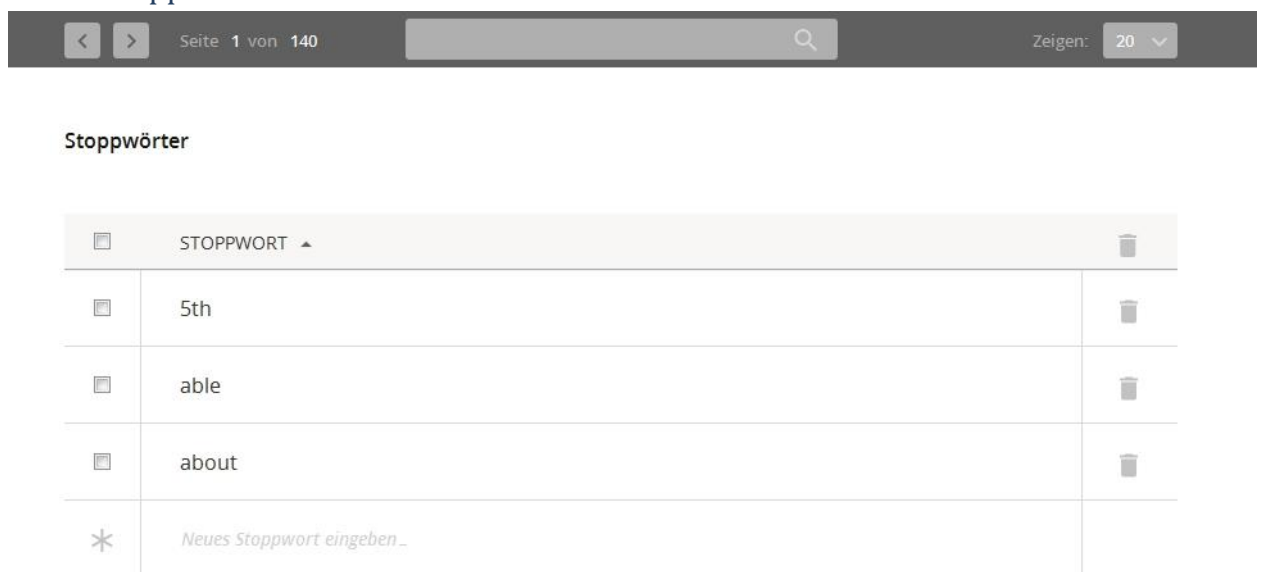 Seite 1 von 140
Zeigen: 20
Stoppwörter
STOPPWORT
5th
able
about
Neues Stoppwort eingeben